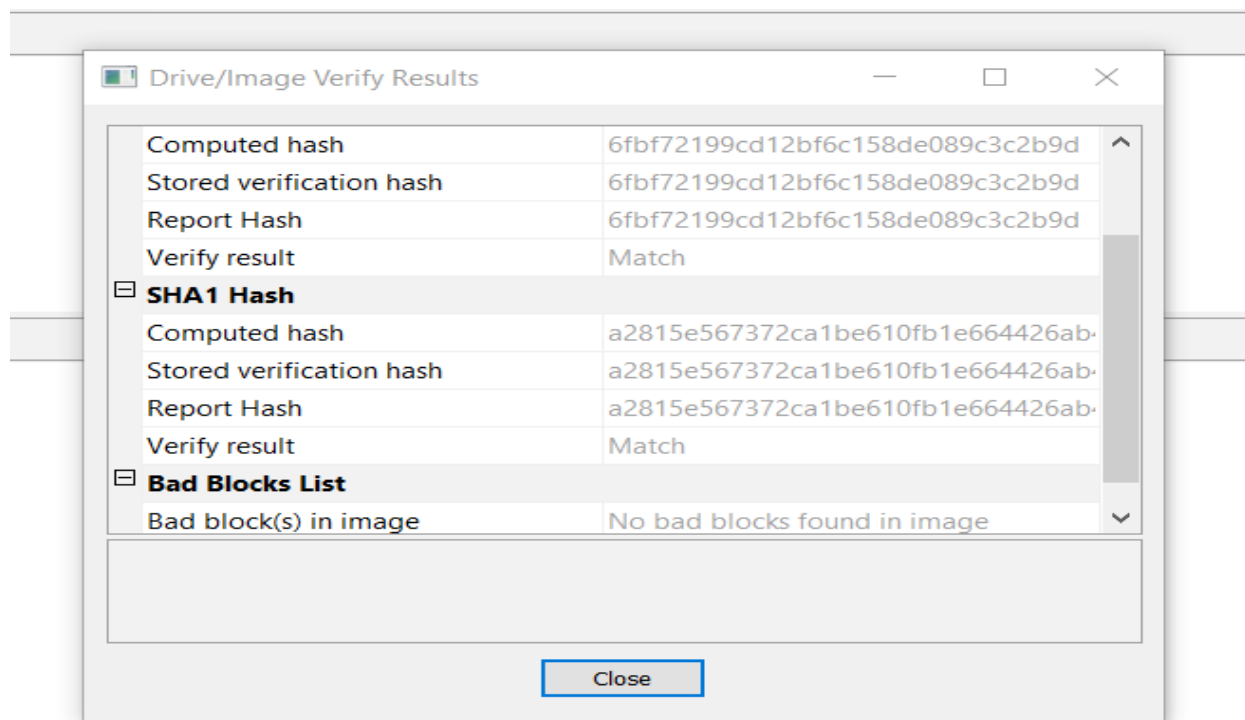 Drive/Image Verify Results
Computed hash 6fbf72199cd12bf6c158de089c3c2b9d
Stored verification hash 6fbf72199cd12bf6c158de089c3c2b9d
Report Hash 6fbf72199cd12bf6c158de089c3c2b9d
Verify result Match
SHA1 Hash
Computed hash a2815e567372ca1be610fb1e664426ab
Stored verification hash a2815e567372ca1be610fb1e664426ab
Report Hash a2815e567372ca1be610fb1e664426ab
Verify result Match
Bad Blocks List
Bad block(s) in image No bad blocks found in image
Close